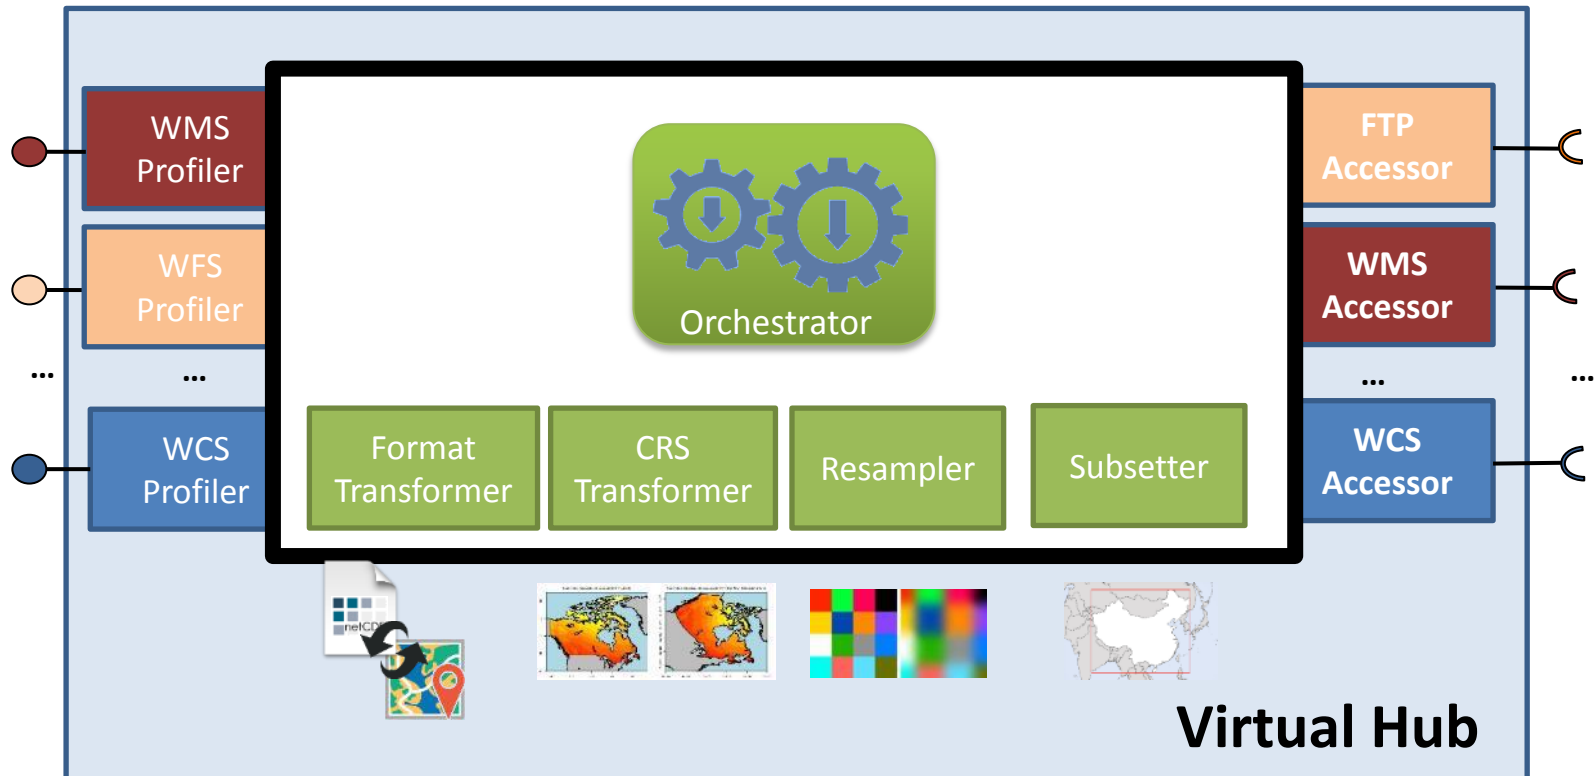 WMS
Profiler
WFS
Profiler
...
...
WCS
Profiler
Orchestrator
Format
Transformer
CRS
Transformer
Resampler
Subsetter
FTP
Accessor
WMS
Accessor
...
...
WCS
Accessor
Virtual Hub